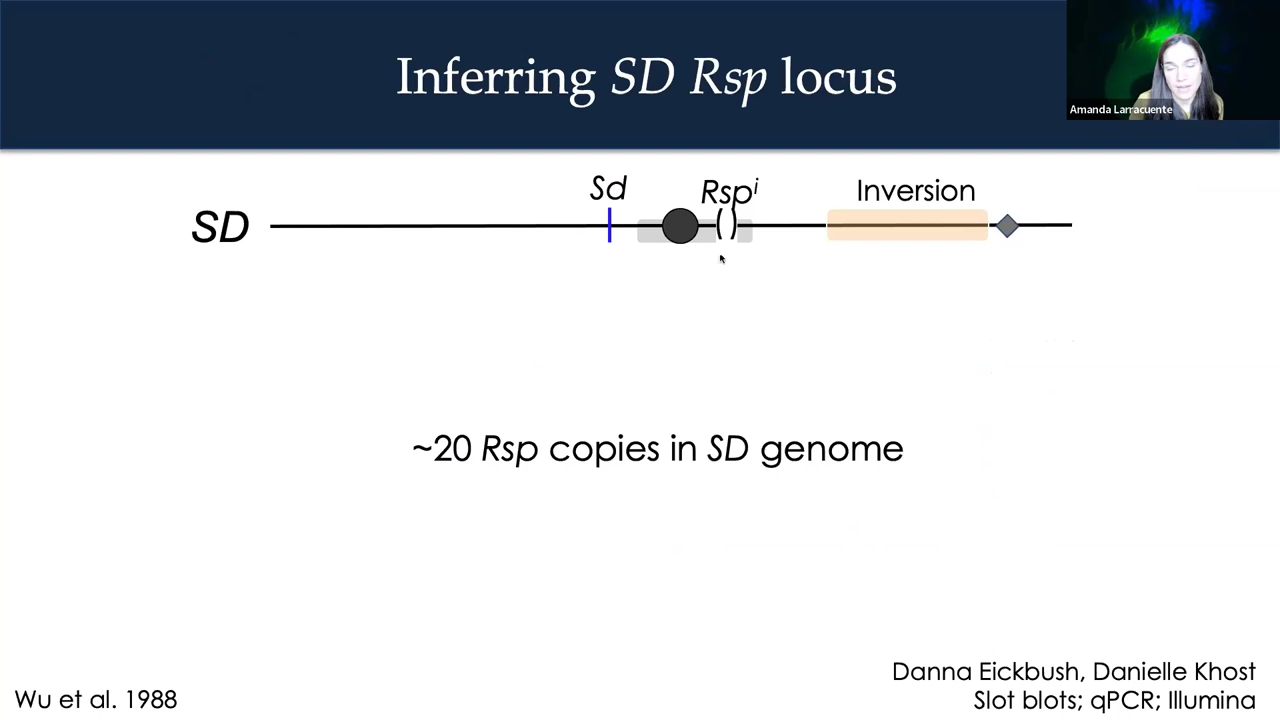 Inferring SD Rsp locus
Amanda Larracuente
Sd
Rspⁱ
Inversion
SD
( )
~20 Rsp copies in SD genome
Danna Eickbush, Danielle Khost
Wu et al. 1988
Slot blots; qPCR; Illumina